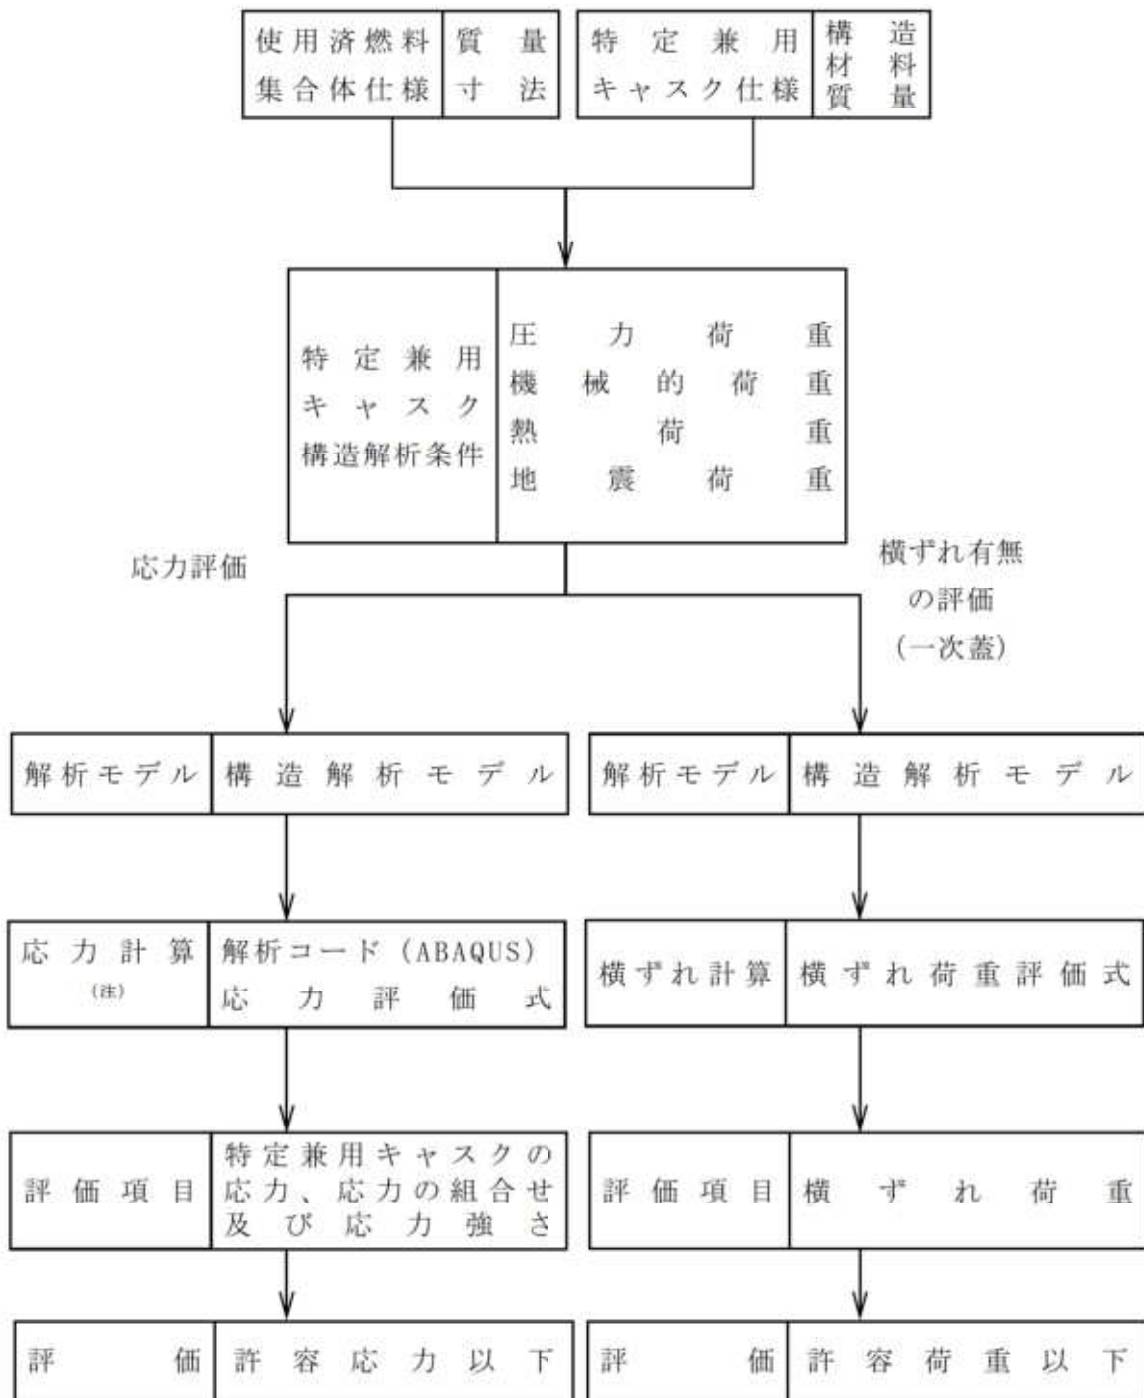 使用済燃料 質量
集合体仕様 寸法
特定兼用
キャスク仕様
構造
材料
質量
特定兼用
キャスク
構造解析条件
圧力荷重
機械的荷重
熱荷重
地震荷重
応力評価
横ずれ有無
の評価
(一次蓋)
解析モデル 構造解析モデル
解析モデル 構造解析モデル
応力計算
(注)
解析コード(ABAQUS)
応力評価式
横ずれ計算 横ずれ荷重評価式
評価項目
特定兼用キャスクの
応力、応力の組合せ
及び応力強さ
評価項目 横ずれ荷重
評価 許容応力以下
評価 許容荷重以下